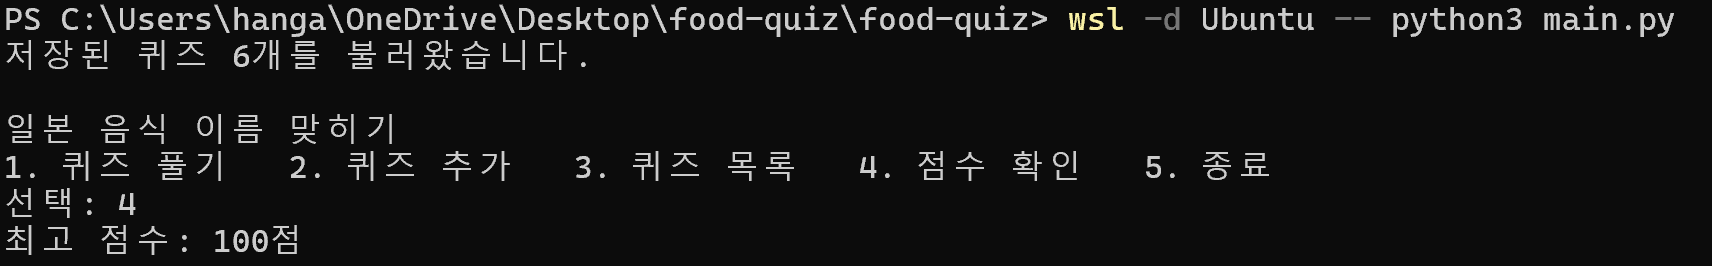 PS C:\Users\hanga\OneDrive\Desktop\food-quiz\food-quiz> wsl -d Ubuntu -- python3 main.py
저장된 퀴즈 6개를 불러왔습니다.
일본 음식 이름 맞히기
1. 퀴즈 풀기  2. 퀴즈 추가  3. 퀴즈 목록  4. 점수 확인  5. 종료
선택: 4
최고 점수: 100점